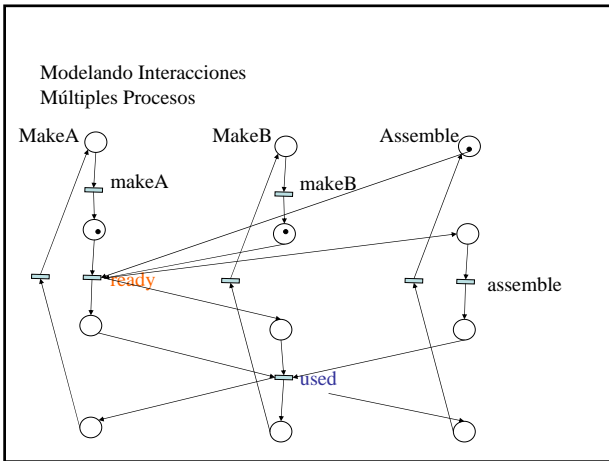 Modelando Interacciones
Múltiples Procesos
MakeA MakeB Assemble
makeA makeB
ready
assemble
used